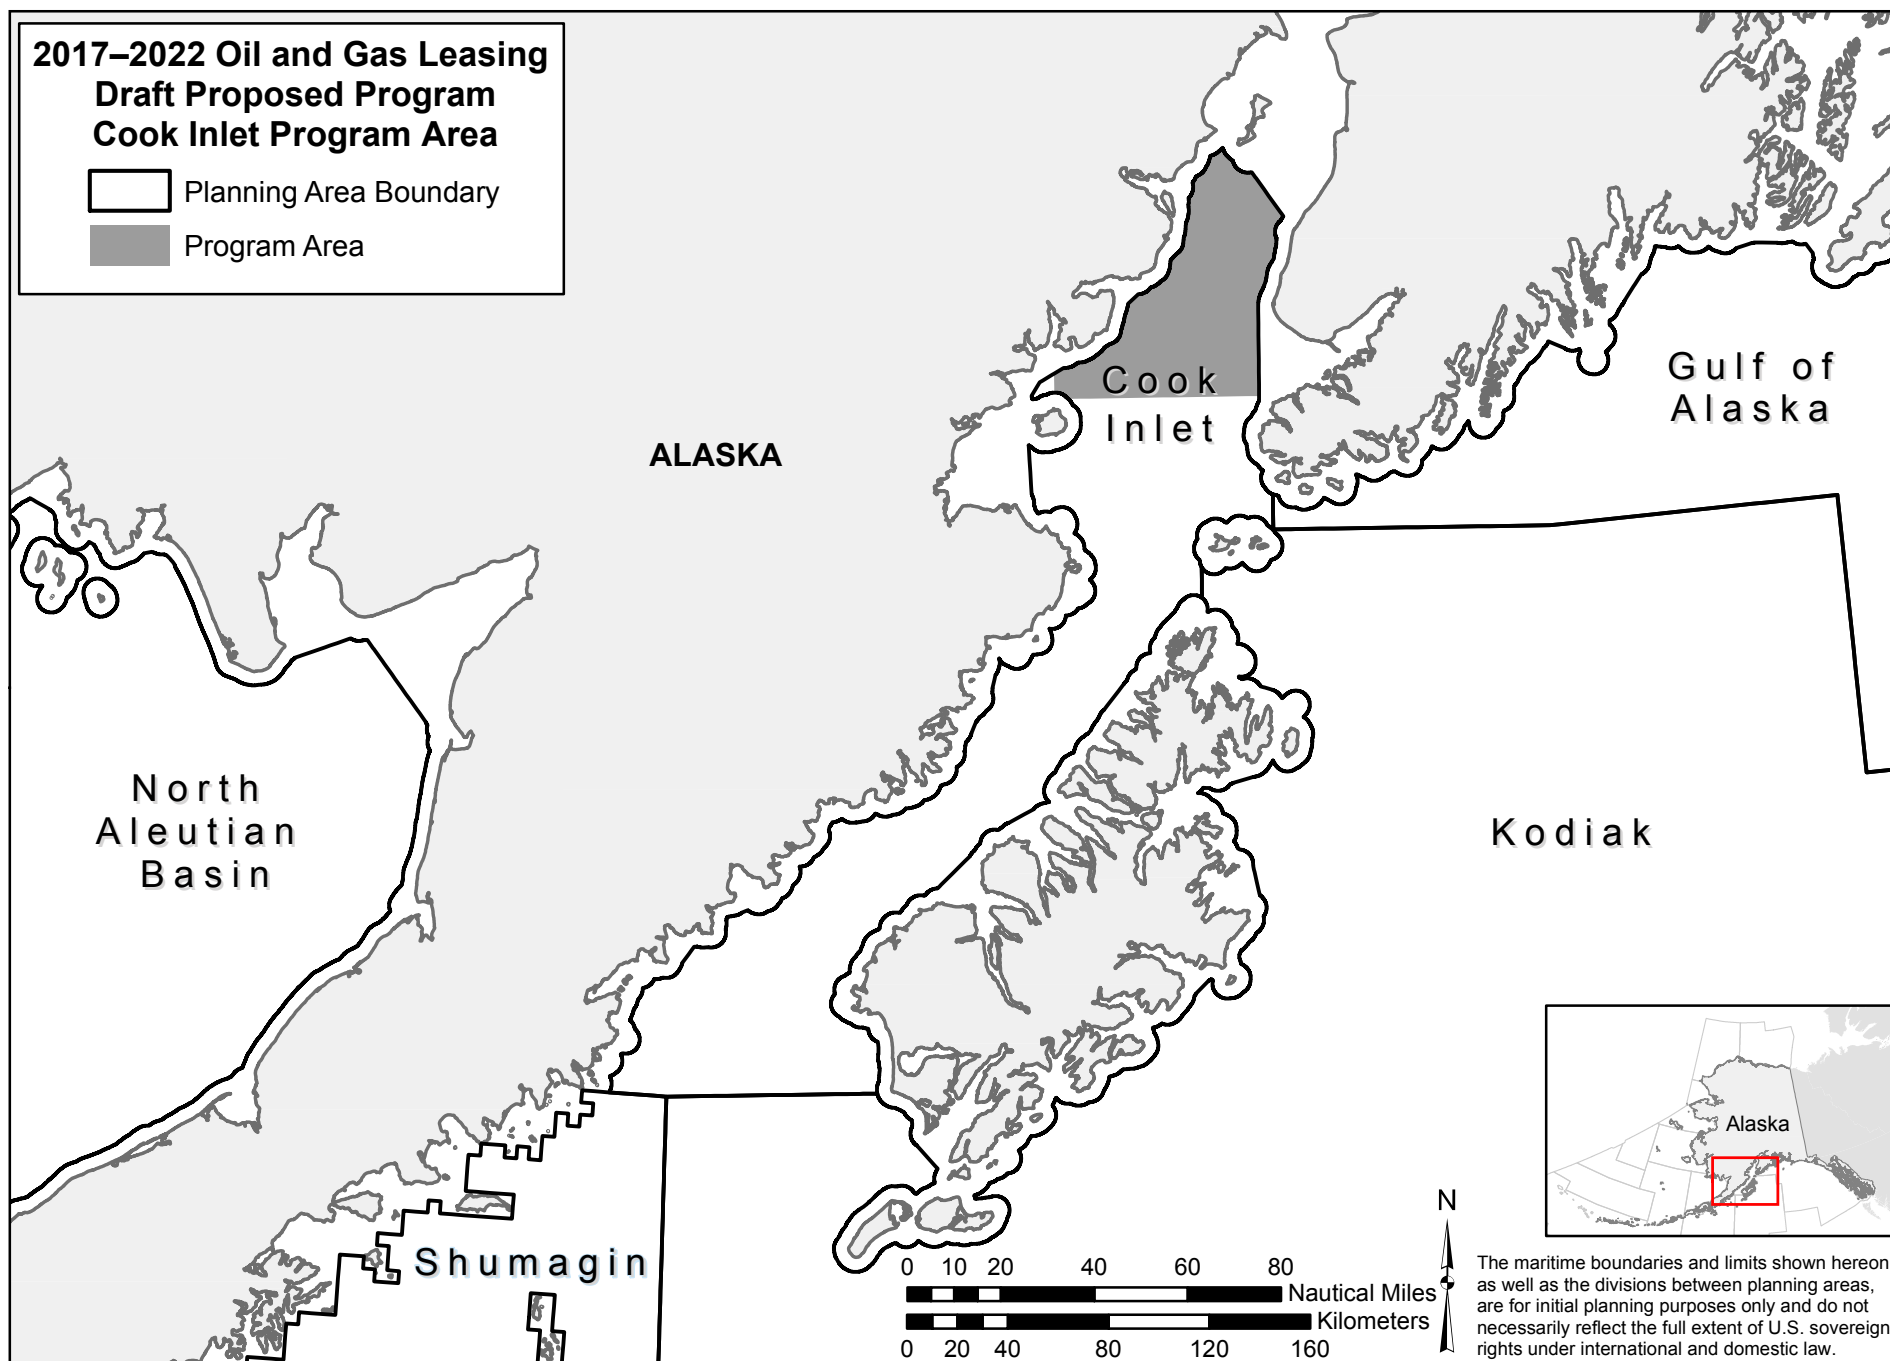 2017–2022 Oil and Gas Leasing
Draft Proposed Program
Cook Inlet Program Area
Planning Area Boundary
Program Area
Cook
Inlet
Gulf of
Alaska
ALASKA
North
Aleutian
Basin
Kodiak
Shumagin
Alaska
N
0 10 20 40 60 80
Nautical Miles
Kilometers
0 20 40 80 120 160
The maritime boundaries and limits shown hereon
as well as the divisions between planning areas,
are for initial planning purposes only and do not
necessarily reflect the full extent of U.S. sovereign
rights under international and domestic law.